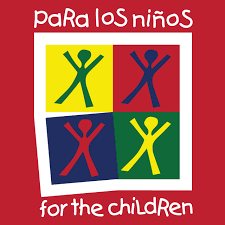 paRa los niños
for the chiLdRen